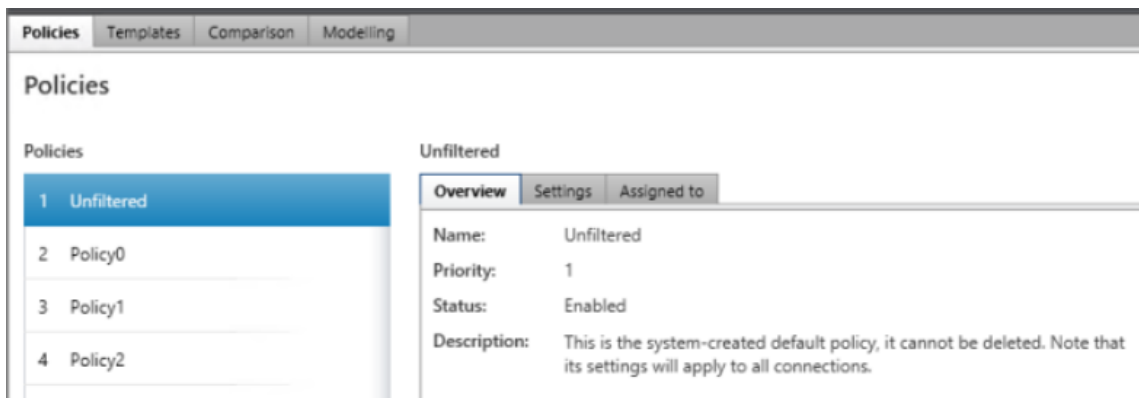 Policies Templates Comparison Modelling
Policies
Policies
1 Unfiltered
2 Policy0
3 Policy1
4 Policy2
Unfiltered
Overview Settings Assigned to
Name: Unfiltered
Priority: 1
Status: Enabled
Description: This is the system-created default policy, it cannot be deleted. Note that
its settings will apply to all connections.